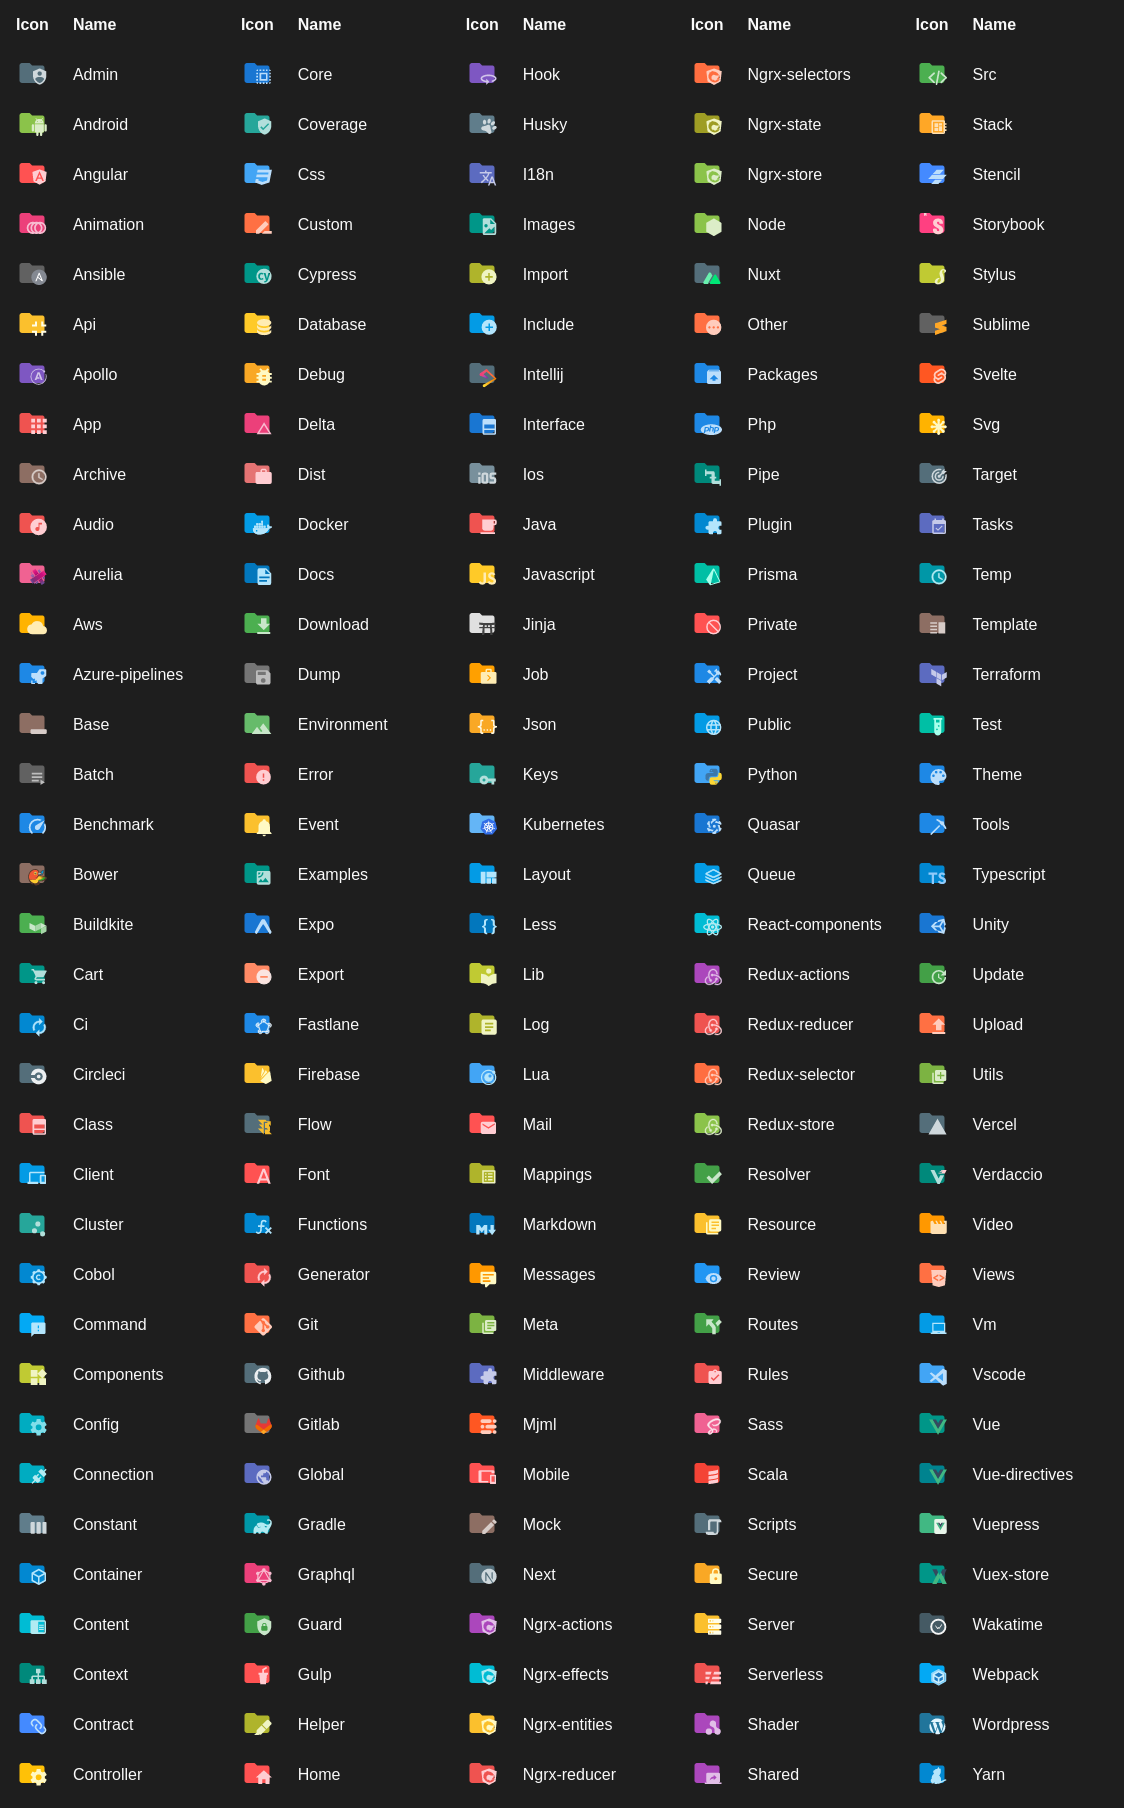 Icon Name Icon Name Icon Name Icon Name Icon Name
Admin Core Hook Ngrx-selectors Src
Android Coverage Husky Ngrx-state Stack
Angular Css I18n Ngrx-store Stencil
Animation Custom Images Node Storybook
Ansible Cypress Import Nuxt Stylus
Api Database Include Other Sublime
Apollo Debug Intellij Packages Svelte
App Delta Interface Php Svg
Archive Dist Ios Pipe Target
Audio Docker Java Plugin Tasks
Aurelia Docs Javascript Prisma Temp
Aws Download Jinja Private Template
Azure-pipelines Dump Job Project Terraform
Base Environment Json Public Test
Batch Error Keys Python Theme
Benchmark Event Kubernetes Quasar Tools
Bower Examples Layout Queue Typescript
Buildkite Expo Less React-components Unity
Cart Export Lib Redux-actions Update
Ci Fastlane Log Redux-reducer Upload
Circleci Firebase Lua Redux-selector Utils
Class Flow Mail Redux-store Vercel
Client Font Mappings Resolver Verdaccio
Cluster Functions Markdown Resource Video
Cobol Generator Messages Review Views
Command Git Meta Routes Vm
Components Github Middleware Rules Vscode
Config Gitlab Mjml Sass Vue
Connection Global Mobile Scala Vue-directives
Constant Gradle Mock Scripts Vuepress
Container Graphql Next Secure Vuex-store
Content Guard Ngrx-actions Server Wakatime
Context Gulp Ngrx-effects Serverless Webpack
Contract Helper Ngrx-entities Shader Wordpress
Controller Home Ngrx-reducer Shared Yarn